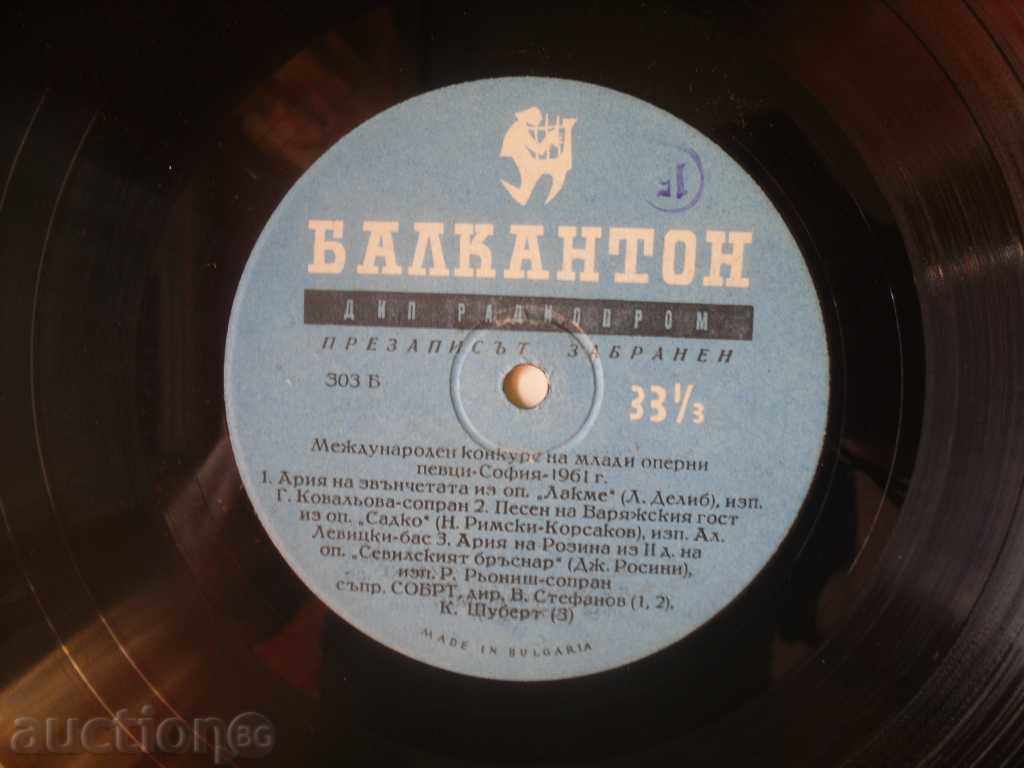 БАЛКАНТОН
ДИП РАДИОПРОМ
ПРЕЗАПИСЪТ ЗАБРАНЕН
303 Б
33 1/3
Международен конкурс на млади оперни
певци-София-1961 г.
1. Ария на звънчетата из оп. „Лакме“ (Л. Делиб), изп.
Г. Ковальова-сопран 2. Песен на Варяжския гост
из оп. „Садко“ (Н. Римски-Корсаков), изп. Ал.
Левицки-бас 3. Ария на Розина из II д. на
оп. „Севилският бръснар“ (Дж. Росини),
изп. Р. Рьониш-сопран
съпр. СОБРТ, дир. В. Стефанов (1, 2),
К. Шуберт (3)
MADE IN BULGARIA
auction BG